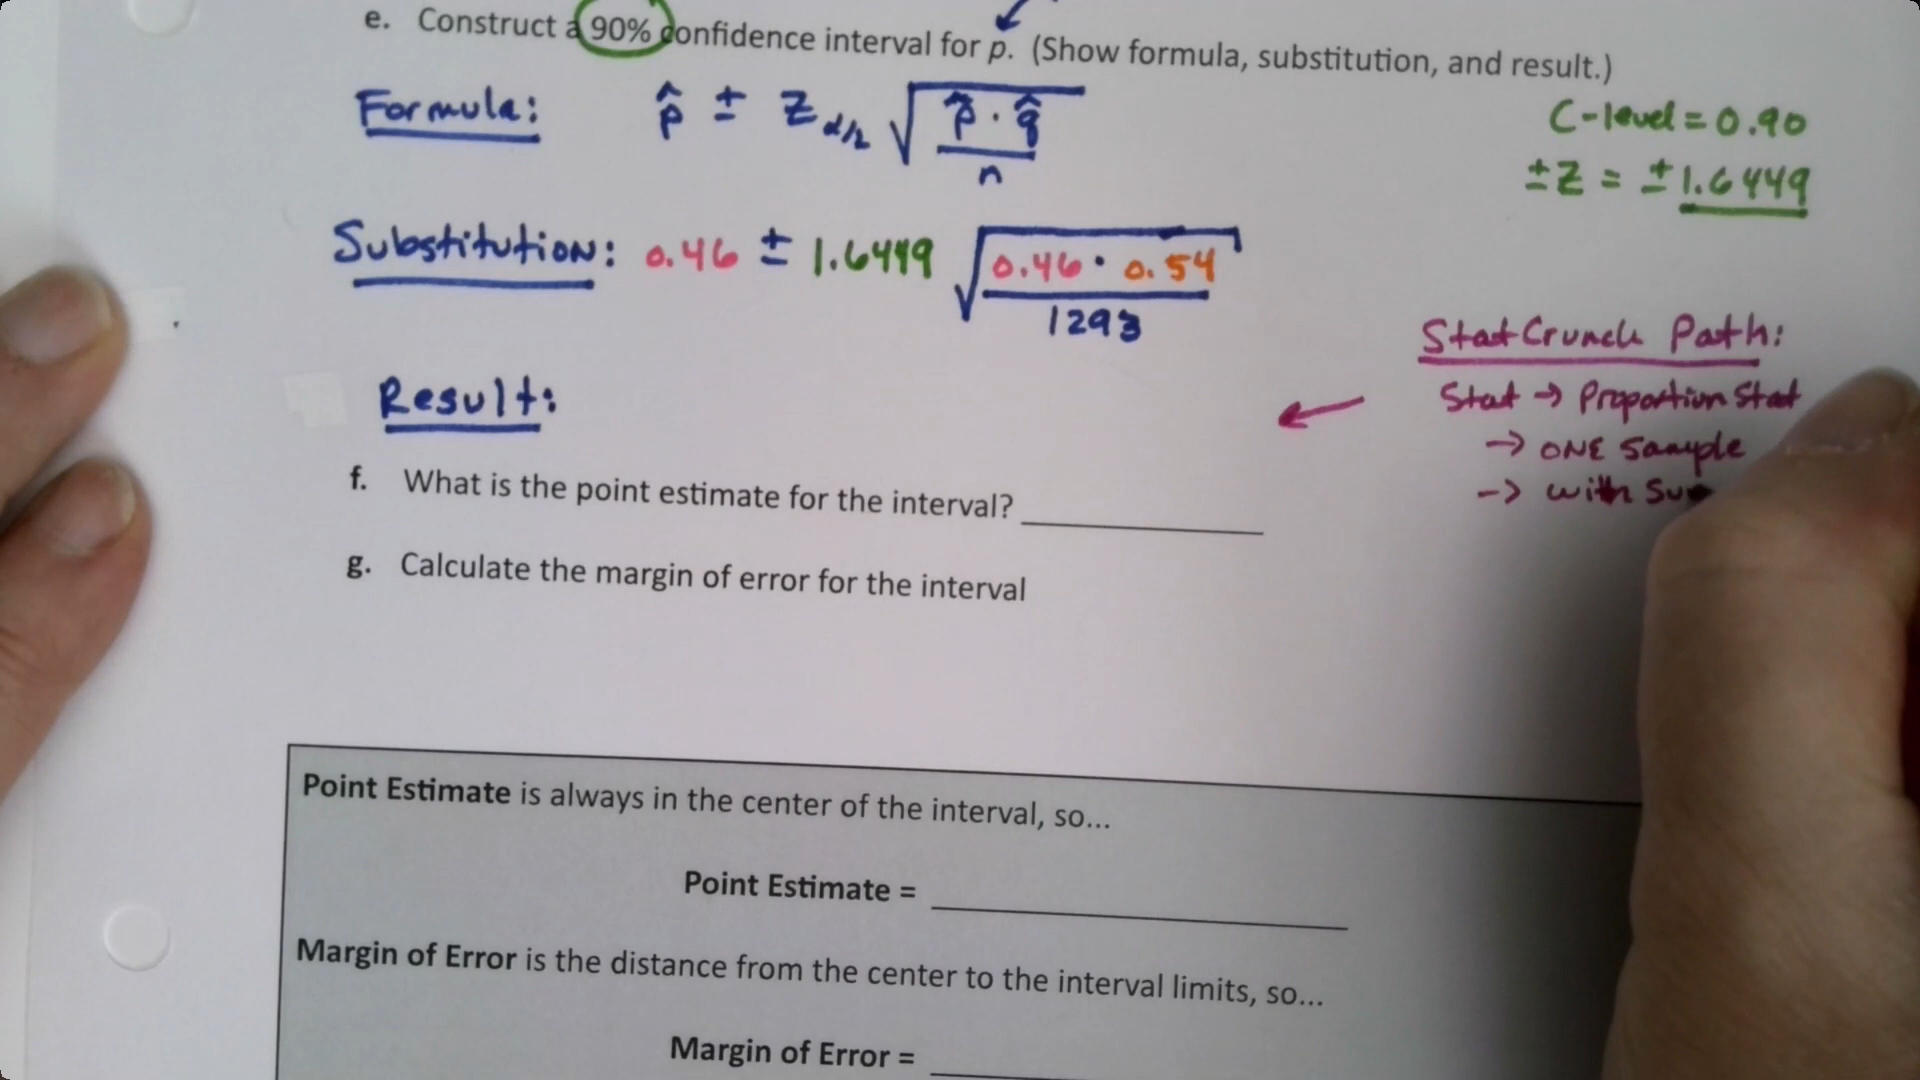 e. Construct a 90% confidence interval for p. (Show formula, substitution, and result.)
Formula: p̂ ± z α/2 √ p̂ · q̂ / n
C-level = 0.90
±Z = ±1.6449
Substitution: 0.46 ± 1.6449 √ 0.46 · 0.54 / 1293
StatCrunch Path:
Stat → Proportion Stat
→ ONE Sample
→ with
Result:
f. What is the point estimate for the interval?
g. Calculate the margin of error for the interval
Point Estimate is always in the center of the interval, so...
Point Estimate =
Margin of Error is the distance from the center to the interval limits, so...
Margin of Error =